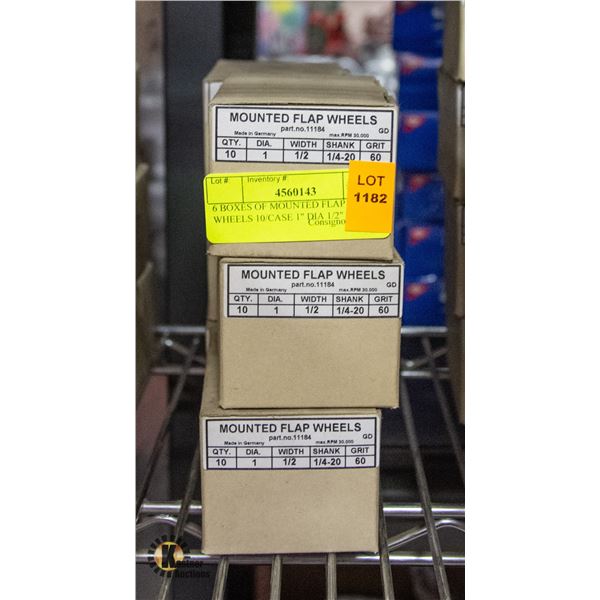 MOUNTED FLAP WHEELS
part.no.11184 GD
Made in Germany max.RPM 30,000
QTY. DIA. WIDTH SHANK GRIT
10 1 1/2 1/4-20 60
Lot # Inventory #
4560143
LOT
1182
6 BOXES OF MOUNTED FLAP
WHEELS 10/CASE 1" DIA 1/2"
Consigno
MOUNTED FLAP WHEELS
part.no.11184 GD
Made in Germany max.RPM 30,000
QTY. DIA. WIDTH SHANK GRIT
10 1 1/2 1/4-20 60
MOUNTED FLAP WHEELS
part.no.11184 GD
Made in Germany max.RPM 30,000
QTY. DIA. WIDTH SHANK GRIT
10 1 1/2 1/4-20 60
Kastner
Auctions